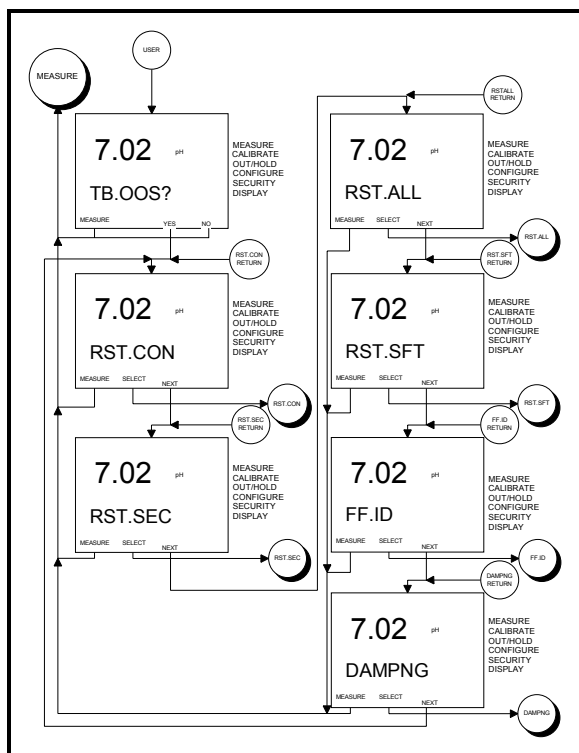 MEASURE
USER
7.02 pH
TB.OOS?
MEASURE YES NO
MEASURE
CALIBRATE
OUT/HOLD
CONFIGURE
SECURITY
DISPLAY
RST.CON
RETURN
7.02 pH
RST.CON
MEASURE SELECT NEXT
MEASURE
CALIBRATE
OUT/HOLD
CONFIGURE
SECURITY
DISPLAY
RST.CON
RST.SEC
RETURN
7.02 pH
RST.SEC
MEASURE SELECT NEXT
MEASURE
CALIBRATE
OUT/HOLD
CONFIGURE
SECURITY
DISPLAY
RST.SEC
RSTALL
RETURN
7.02 pH
RST.ALL
MEASURE SELECT NEXT
MEASURE
CALIBRATE
OUT/HOLD
CONFIGURE
SECURITY
DISPLAY
RST.ALL
RST.SFT
RETURN
7.02 pH
RST.SFT
MEASURE SELECT NEXT
MEASURE
CALIBRATE
OUT/HOLD
CONFIGURE
SECURITY
DISPLAY
RST.SFT
FF.ID
RETURN
7.02 pH
FF.ID
MEASURE SELECT NEXT
MEASURE
CALIBRATE
OUT/HOLD
CONFIGURE
SECURITY
DISPLAY
FF.ID
DAMPNG
RETURN
7.02 pH
DAMPNG
MEASURE SELECT NEXT
MEASURE
CALIBRATE
OUT/HOLD
CONFIGURE
SECURITY
DISPLAY
DAMPNG